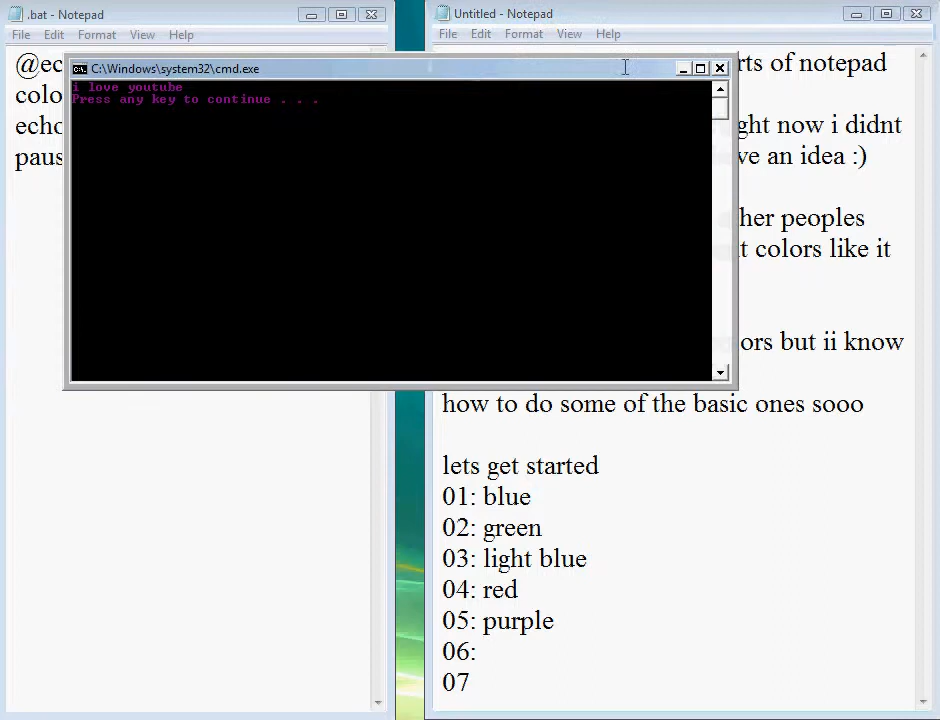 .bat - Notepad
File Edit Format View Help
@ec
colo
echo
paus
C:\Windows\system32\cmd.exe
i love youtube
Press any key to continue . . .
Untitled - Notepad
File Edit Format View Help
rts of notepad
ght now i didnt
ve an idea :)
her peoples
t colors like it
ors but ii know
how to do some of the basic ones sooo
lets get started
01: blue
02: green
03: light blue
04: red
05: purple
06:
07